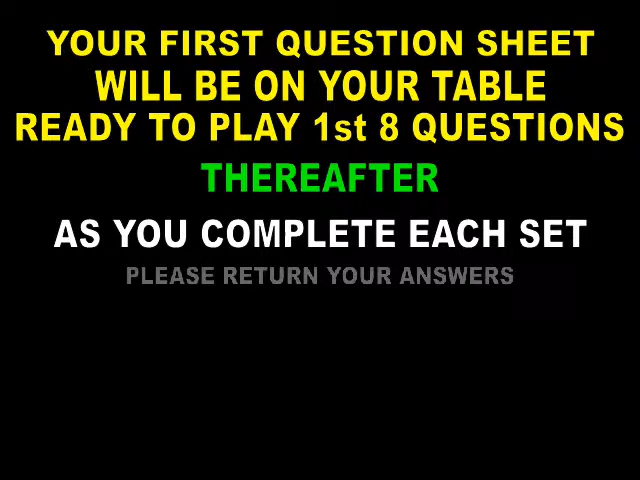 YOUR FIRST QUESTION SHEET
WILL BE ON YOUR TABLE
READY TO PLAY 1st 8 QUESTIONS
THEREAFTER
AS YOU COMPLETE EACH SET
PLEASE RETURN YOUR ANSWERS